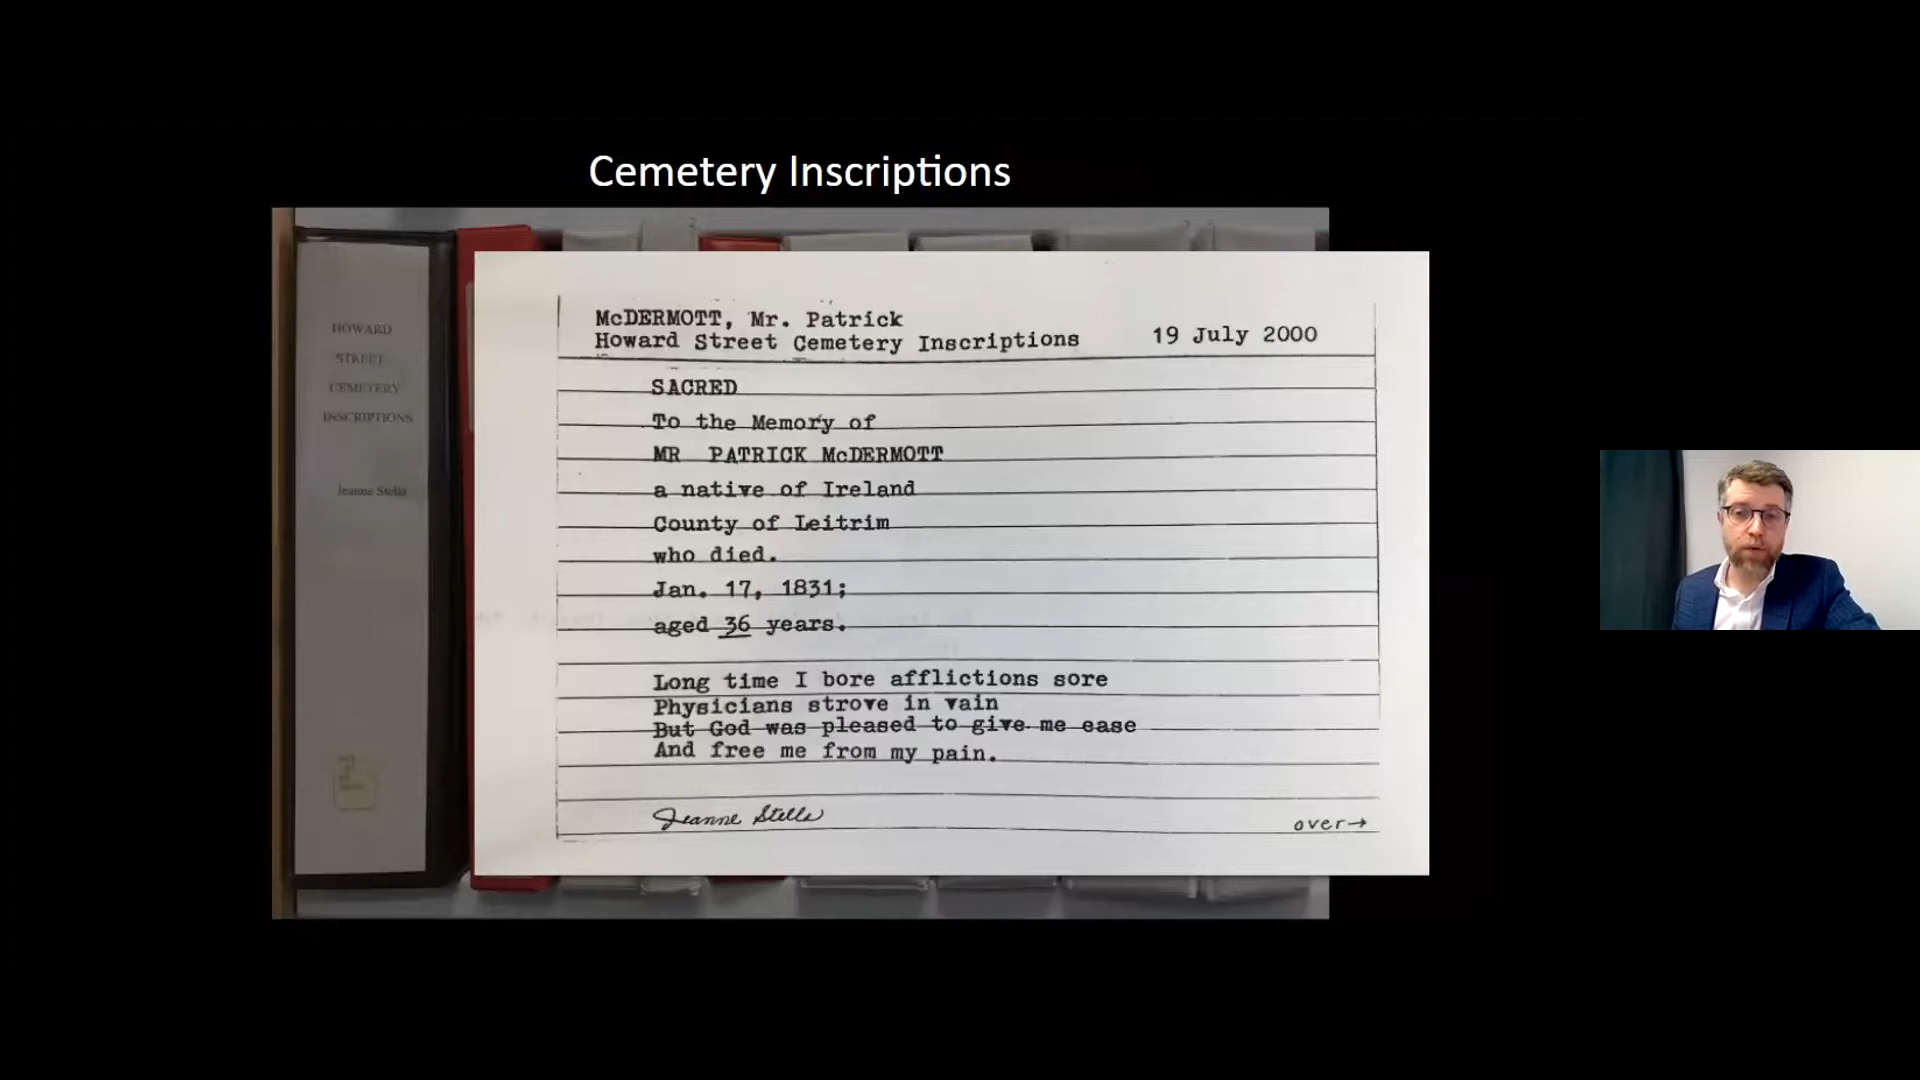 Cemetery Inscriptions
HOWARD
STREET
CEMETERY
INSCRIPTIONS
Jeanne Stella
McDERMOTT, Mr. Patrick
Howard Street Cemetery Inscriptions 19 July 2000
SACRED
To the Memory of
MR PATRICK McDERMOTT
a native of Ireland
County of Leitrim
who died.
Jan. 17, 1831;
aged 36 years.
Long time I bore afflictions sore
Physicians strove in vain
But God was pleased to give me ease
And free me from my pain.
Jeanne Stella
over→